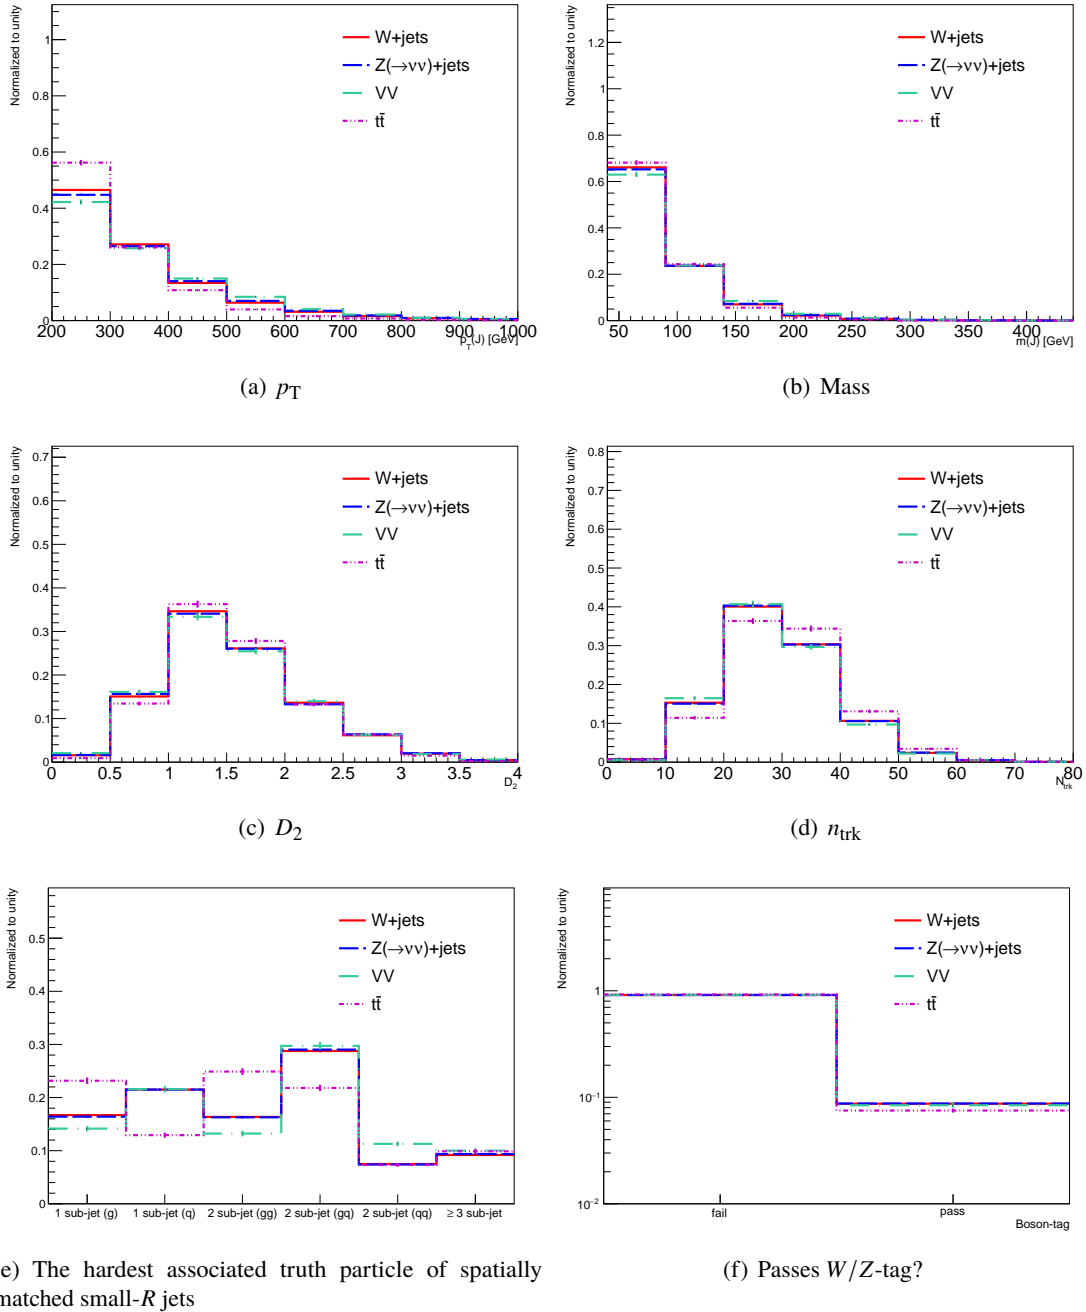 Normalized to unity
1
0.8
0.6
0.4
0.2
0
W+jets
Z(→νν)+jets
VV
tt̄
200 300 400 500 600 700 800 900 1000
p_T(J) [GeV]
(a) p_T
Normalized to unity
1.2
1
0.8
0.6
0.4
0.2
0
W+jets
Z(→νν)+jets
VV
tt̄
50 100 150 200 250 300 350 400
m(J) [GeV]
(b) Mass
Normalized to unity
0.7
0.6
0.5
0.4
0.3
0.2
0.1
0
W+jets
Z(→νν)+jets
VV
tt̄
0 0.5 1 1.5 2 2.5 3 3.5 4
D_2
(c) D_2
Normalized to unity
0.8
0.7
0.6
0.5
0.4
0.3
0.2
0.1
0
W+jets
Z(→νν)+jets
VV
tt̄
0 10 20 30 40 50 60 70 80
N_trk
(d) n_trk
Normalized to unity
0.5
0.4
0.3
0.2
0.1
0
W+jets
Z(→νν)+jets
VV
tt̄
1 sub-jet (g) 1 sub-jet (q) 2 sub-jet (gg) 2 sub-jet (gq) 2 sub-jet (qq) ≥ 3 sub-jet
e) The hardest associated truth particle of spatially
matched small-R jets
Normalized to unity
1
10⁻¹
10⁻²
W+jets
Z(→νν)+jets
VV
tt̄
fail pass
Boson-tag
(f) Passes W/Z-tag?